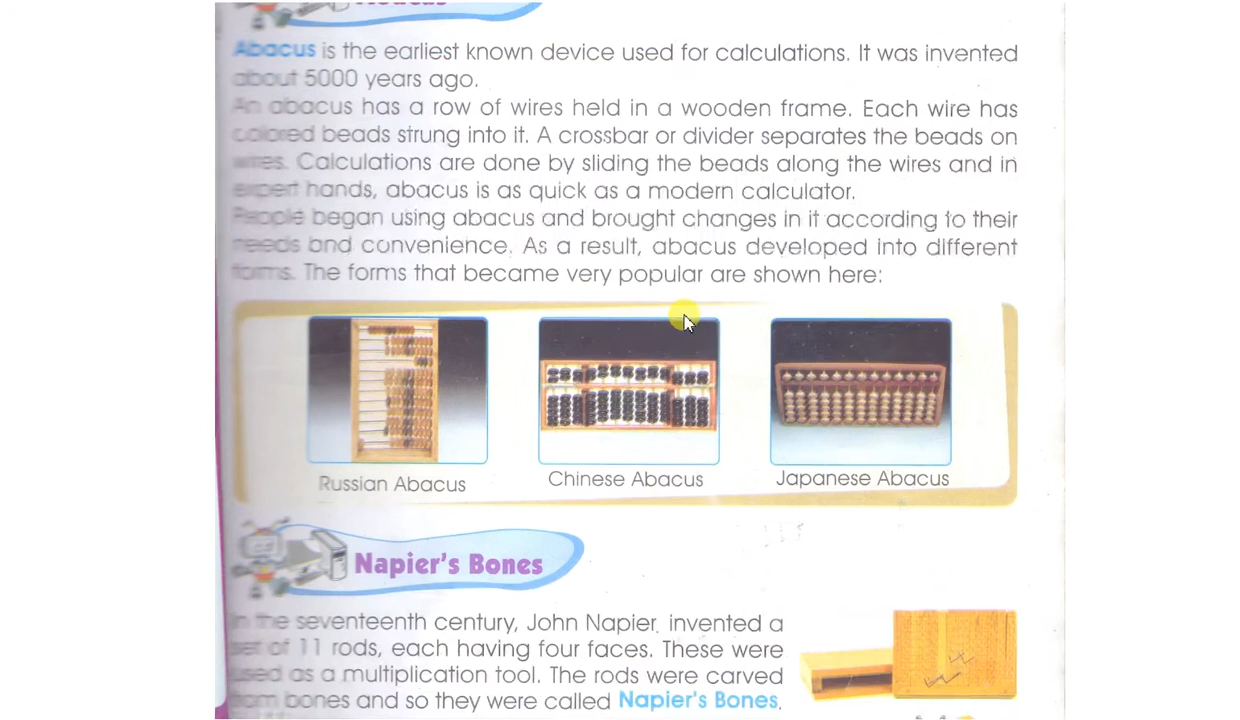 Abacus is the earliest known device used for calculations. It was invented
about 5000 years ago.
An abacus has a row of wires held in a wooden frame. Each wire has
colored beads strung into it. A crossbar or divider separates the beads on
wires. Calculations are done by sliding the beads along the wires and in
expert hands, abacus is as quick as a modern calculator.
People began using abacus and brought changes in it according to their
needs and convenience. As a result, abacus developed into different
forms. The forms that became very popular are shown here:
Russian Abacus
Chinese Abacus
Japanese Abacus
Napier's Bones
In the seventeenth century, John Napier, invented a
set of 11 rods, each having four faces. These were
used as a multiplication tool. The rods were carved
from bones and so they were called Napier's Bones.